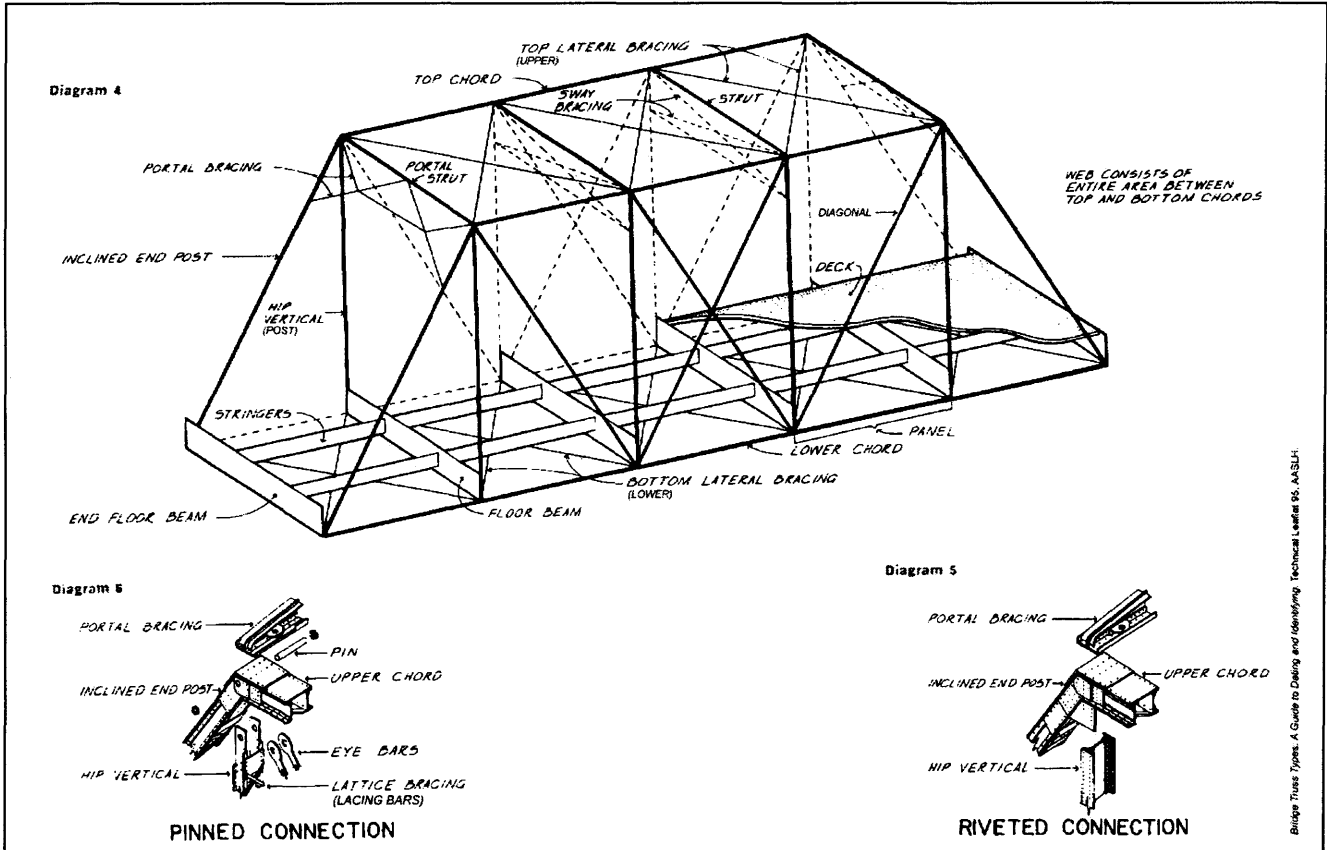 Diagram 4
TOP LATERAL BRACING
(UPPER)
TOP CHORD
SWAY
BRACING
STRUT
PORTAL BRACING
PORTAL
STRUT
WEB CONSISTS OF
ENTIRE AREA BETWEEN
TOP AND BOTTOM CHORDS
DIAGONAL
INCLINED END POST
DECK
HIP
VERTICAL
(POST)
STRINGERS
PANEL
LOWER CHORD
BOTTOM LATERAL BRACING
(LOWER)
FLOOR BEAM
END FLOOR BEAM
Diagram 6
PORTAL BRACING
PIN
UPPER CHORD
INCLINED END POST
EYE BARS
HIP VERTICAL
LATTICE BRACING
(LACING BARS)
PINNED CONNECTION
Diagram 5
PORTAL BRACING
UPPER CHORD
INCLINED END POST
HIP VERTICAL
RIVETED CONNECTION
Bridge Truss Types: A Guide to Dating and Identifying. Technical Leaflet 95. AASLH.